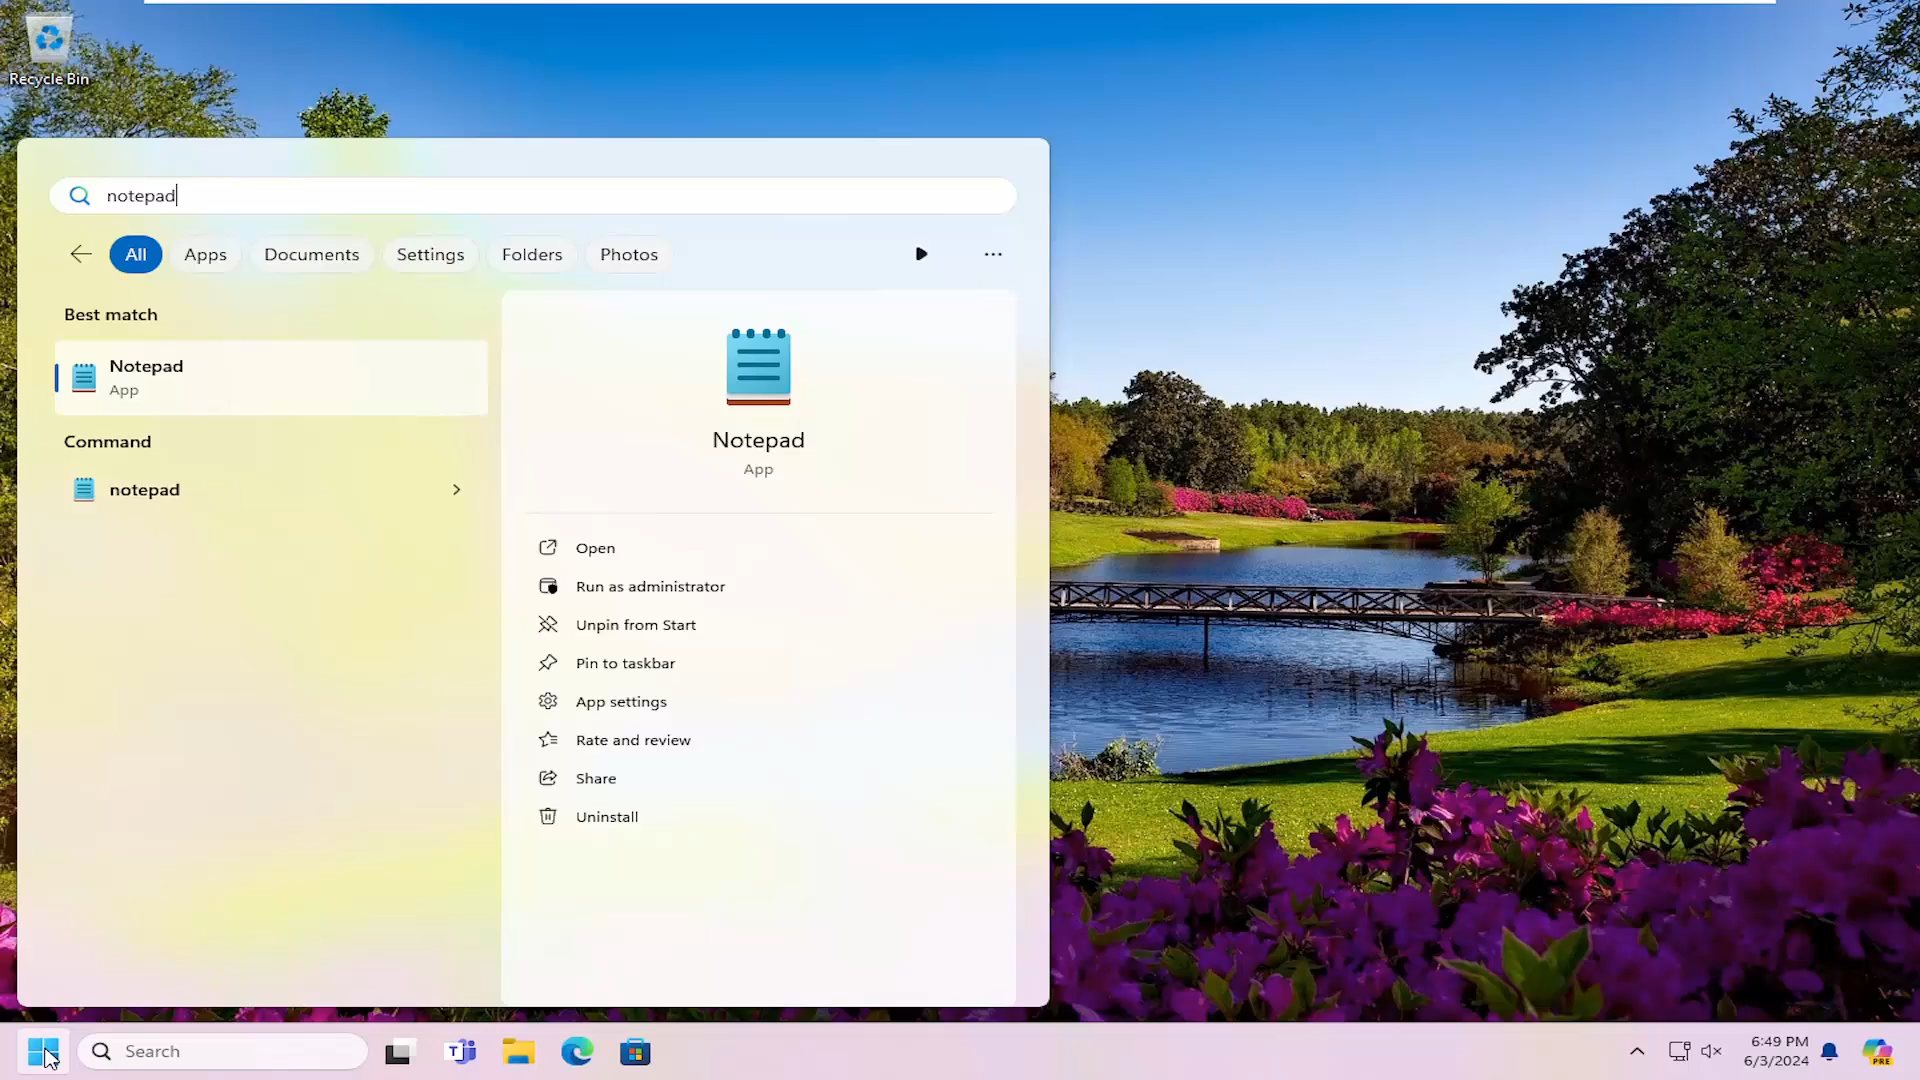 Recycle Bin
notepad
All Apps Documents Settings Folders Photos
Best match
Notepad
App
Command
notepad
Notepad
App
Open
Run as administrator
Unpin from Start
Pin to taskbar
App settings
Rate and review
Share
Uninstall
Search
T
6:49 PM
6/3/2024
PRE